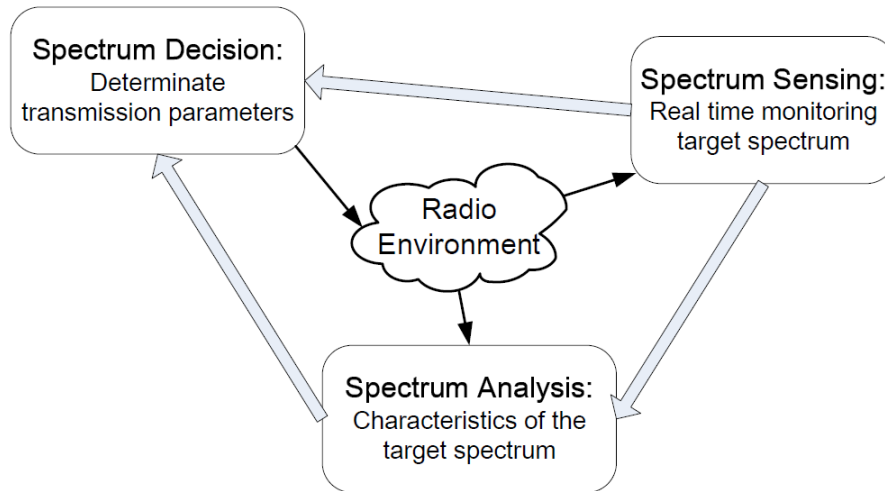 Spectrum Decision:
Determinate
transmission parameters
Spectrum Sensing:
Real time monitoring
target spectrum
Radio
Environment
Spectrum Analysis:
Characteristics of the
target spectrum